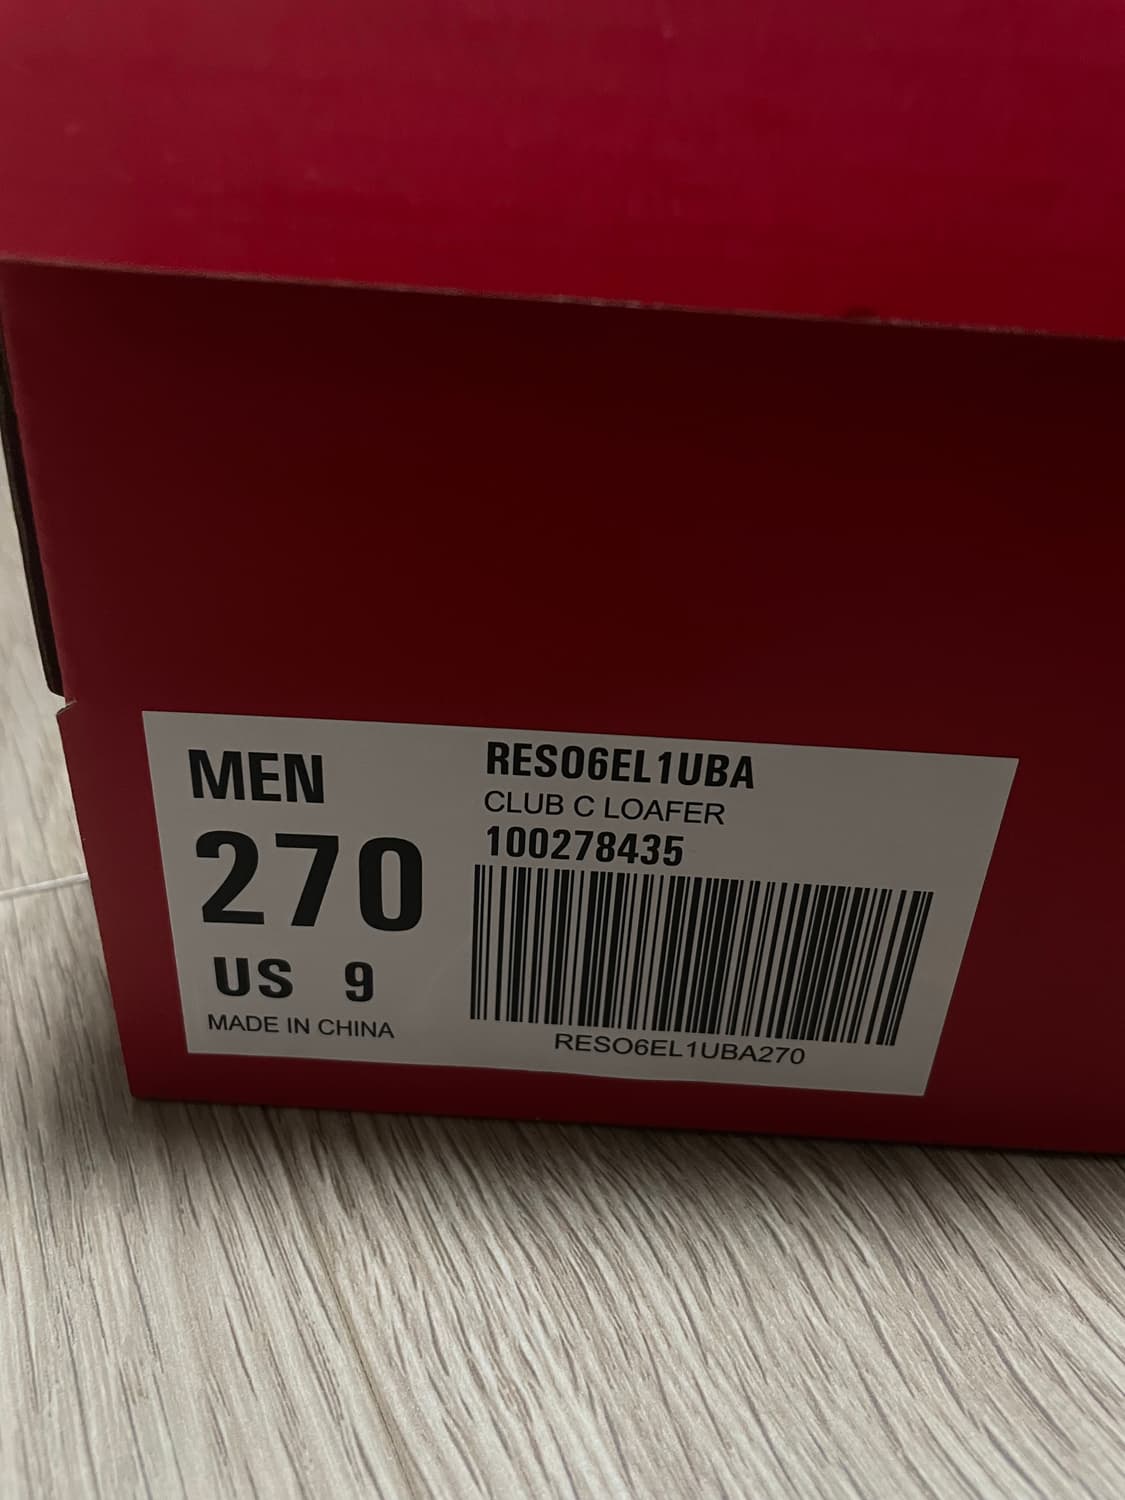 MEN
270
US 9
MADE IN CHINA
RESO6EL1UBA
CLUB C LOAFER
100278435
RESO6EL1UBA270